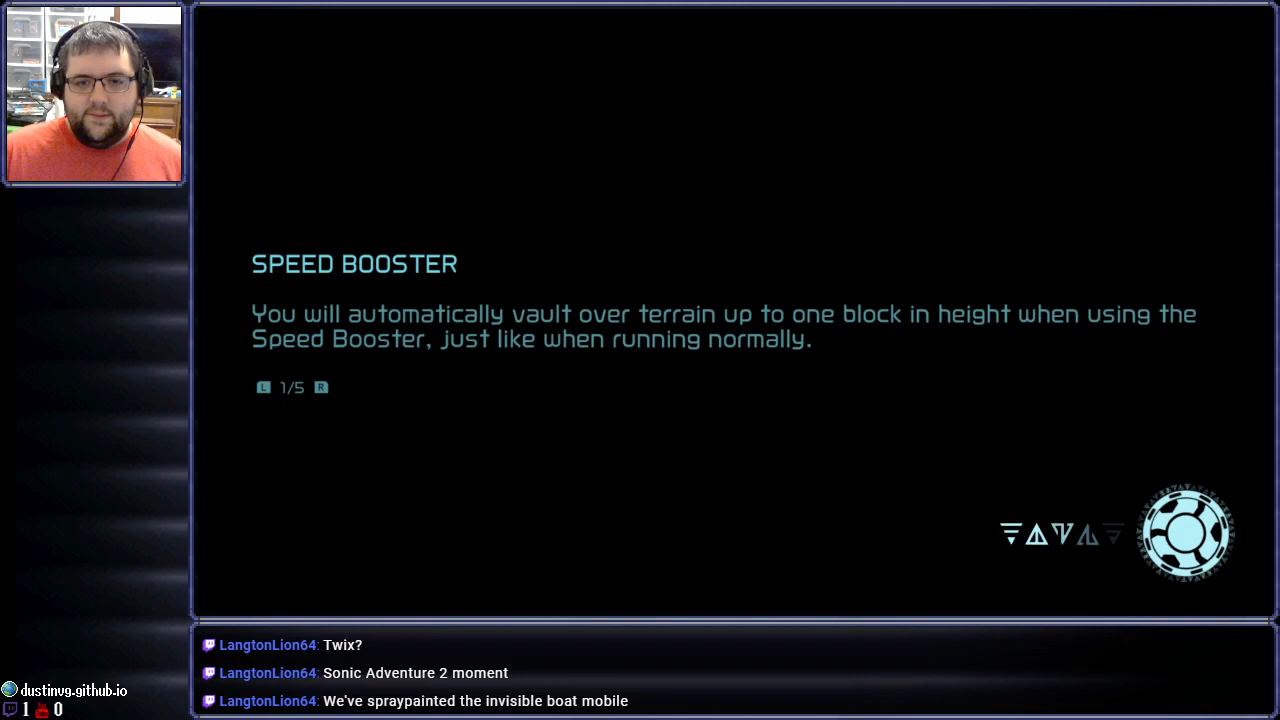 SPEED BOOSTER
You will automatically vault over terrain up to one block in height when using the
Speed Booster, just like when running normally.
L 1/5 R
LangtonLion64: Twix?
LangtonLion64: Sonic Adventure 2 moment
LangtonLion64: We've spraypainted the invisible boat mobile
dustinvg.github.io
1 0